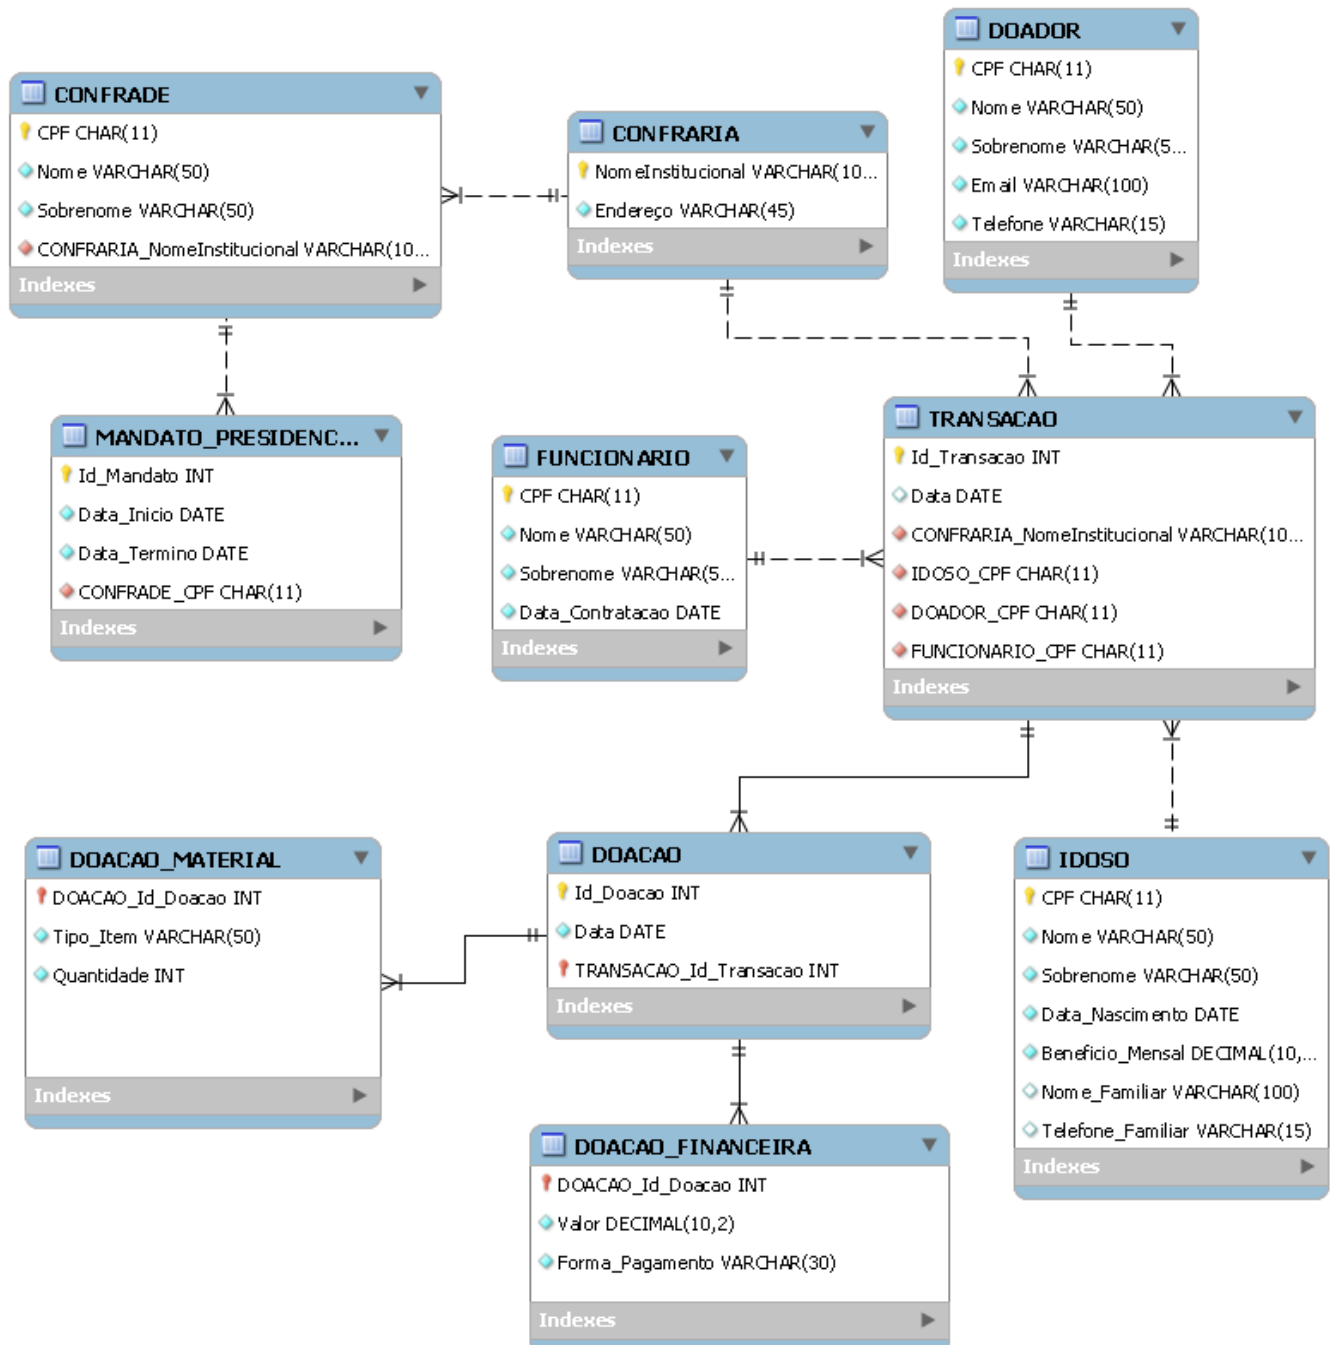 CONFRADE
CPF CHAR(11)
Nome VARCHAR(50)
Sobrenome VARCHAR(50)
CONFRARIA_NomeInstitucional VARCHAR(10...
Indexes
CONFRARIA
NomeInstitucional VARCHAR(10...
Endereço VARCHAR(45)
Indexes
DOADOR
CPF CHAR(11)
Nome VARCHAR(50)
Sobrenome VARCHAR(5...
Email VARCHAR(100)
Telefone VARCHAR(15)
Indexes
MANDATO_PRESIDENC...
Id_Mandato INT
Data_Inicio DATE
Data_Termino DATE
CONFRADE_CPF CHAR(11)
Indexes
FUNCIONARIO
CPF CHAR(11)
Nome VARCHAR(50)
Sobrenome VARCHAR(5...
Data_Contratacao DATE
Indexes
TRANSACAO
Id_Transacao INT
Data DATE
CONFRARIA_NomeInstitucional VARCHAR(10...
IDOSO_CPF CHAR(11)
DOADOR_CPF CHAR(11)
FUNCIONARIO_CPF CHAR(11)
Indexes
DOACAO_MATERIAL
DOACAO_Id_Doacao INT
Tipo_Item VARCHAR(50)
Quantidade INT
Indexes
DOACAO
Id_Doacao INT
Data DATE
TRANSACAO_Id_Transacao INT
Indexes
IDOSO
CPF CHAR(11)
Nome VARCHAR(50)
Sobrenome VARCHAR(50)
Data_Nascimento DATE
Beneficio_Mensal DECIMAL(10,...
Nome_Familiar VARCHAR(100)
Telefone_Familiar VARCHAR(15)
Indexes
DOACAO_FINANCEIRA
DOACAO_Id_Doacao INT
Valor DECIMAL(10,2)
Forma_Pagamento VARCHAR(30)
Indexes